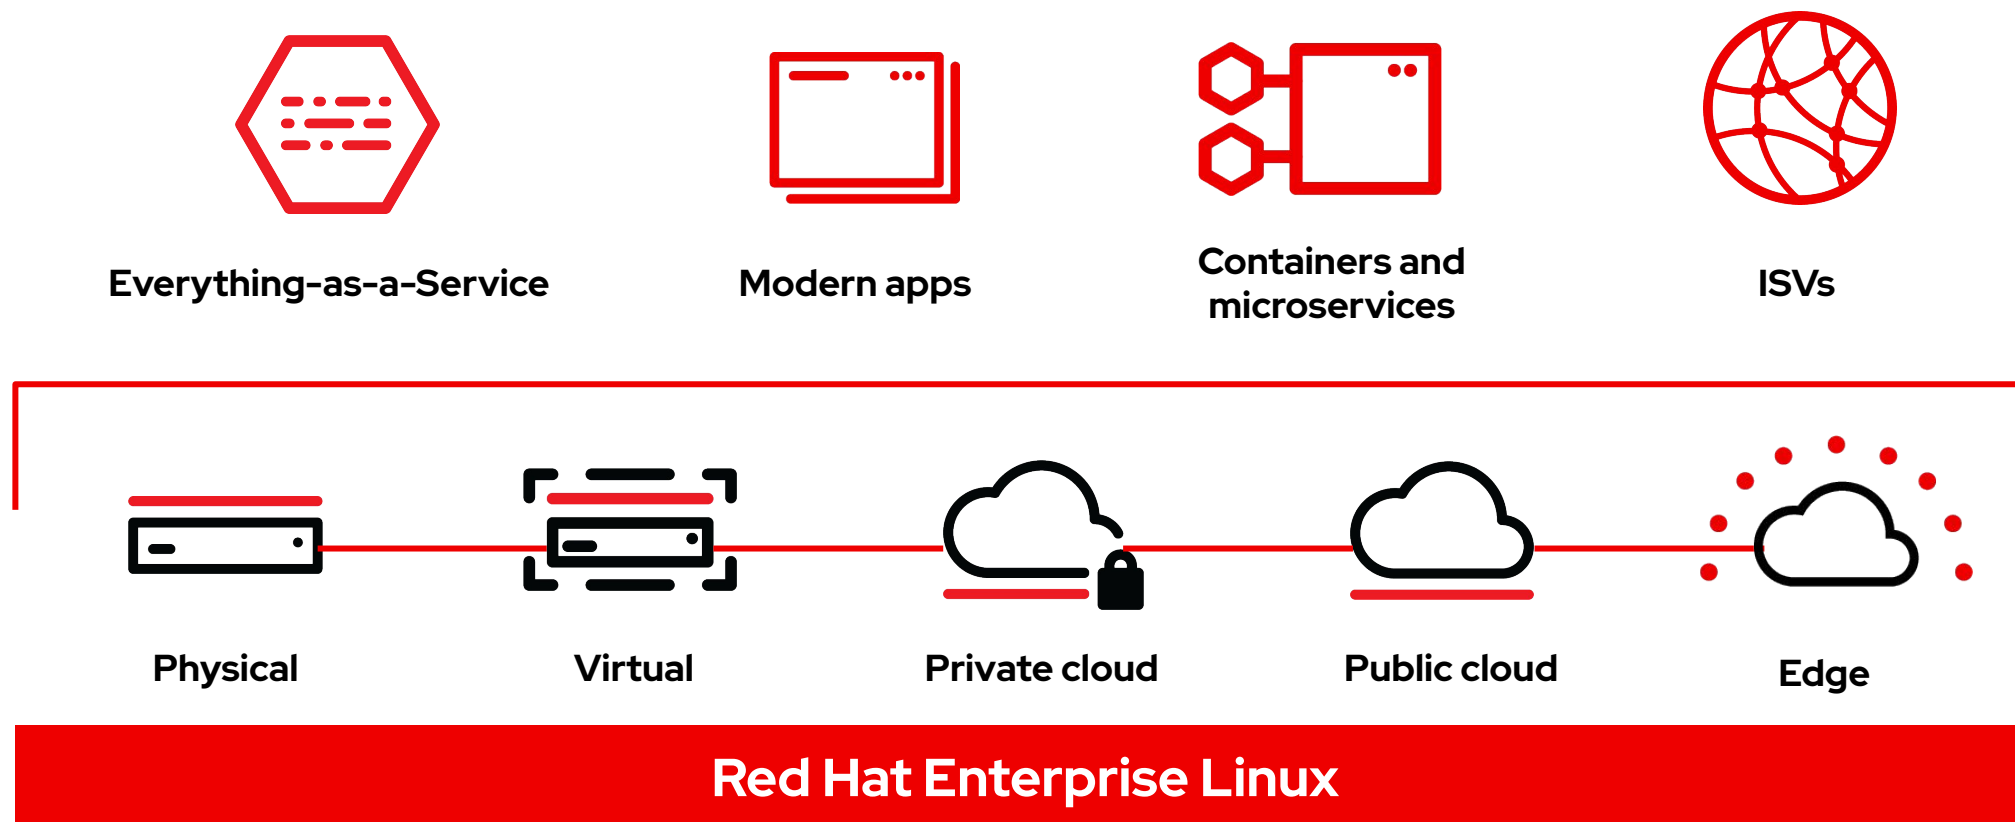 Everything-as-a-Service
Modern apps
Containers and
microservices
ISVs
Physical
Virtual
Private cloud
Public cloud
Edge
Red Hat Enterprise Linux